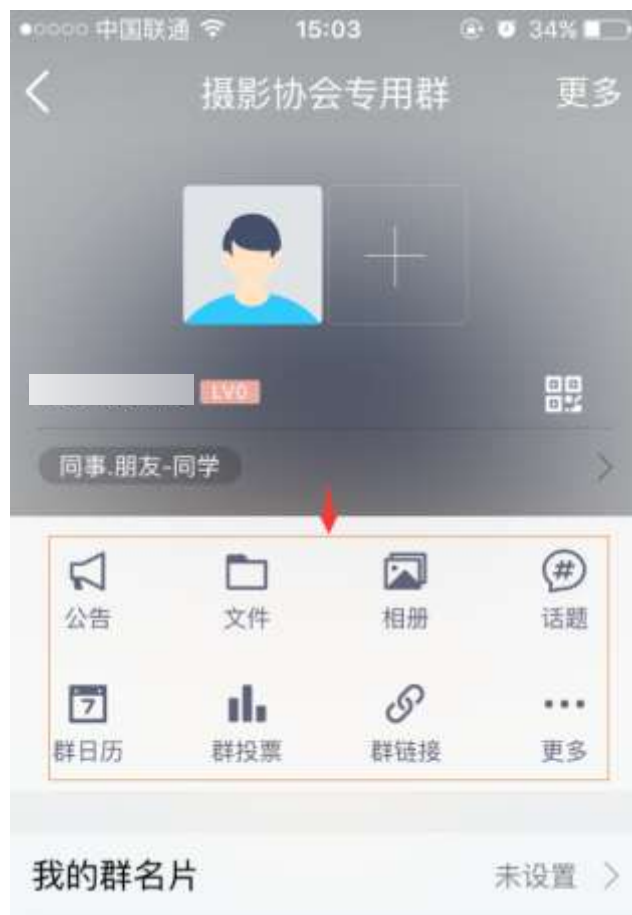 中国联通 15:03 34%
摄影协会专用群 更多
LV0
同事.朋友-同学
公告 文件 相册 话题
7
群日历 群投票 群链接 更多
我的群名片 未设置